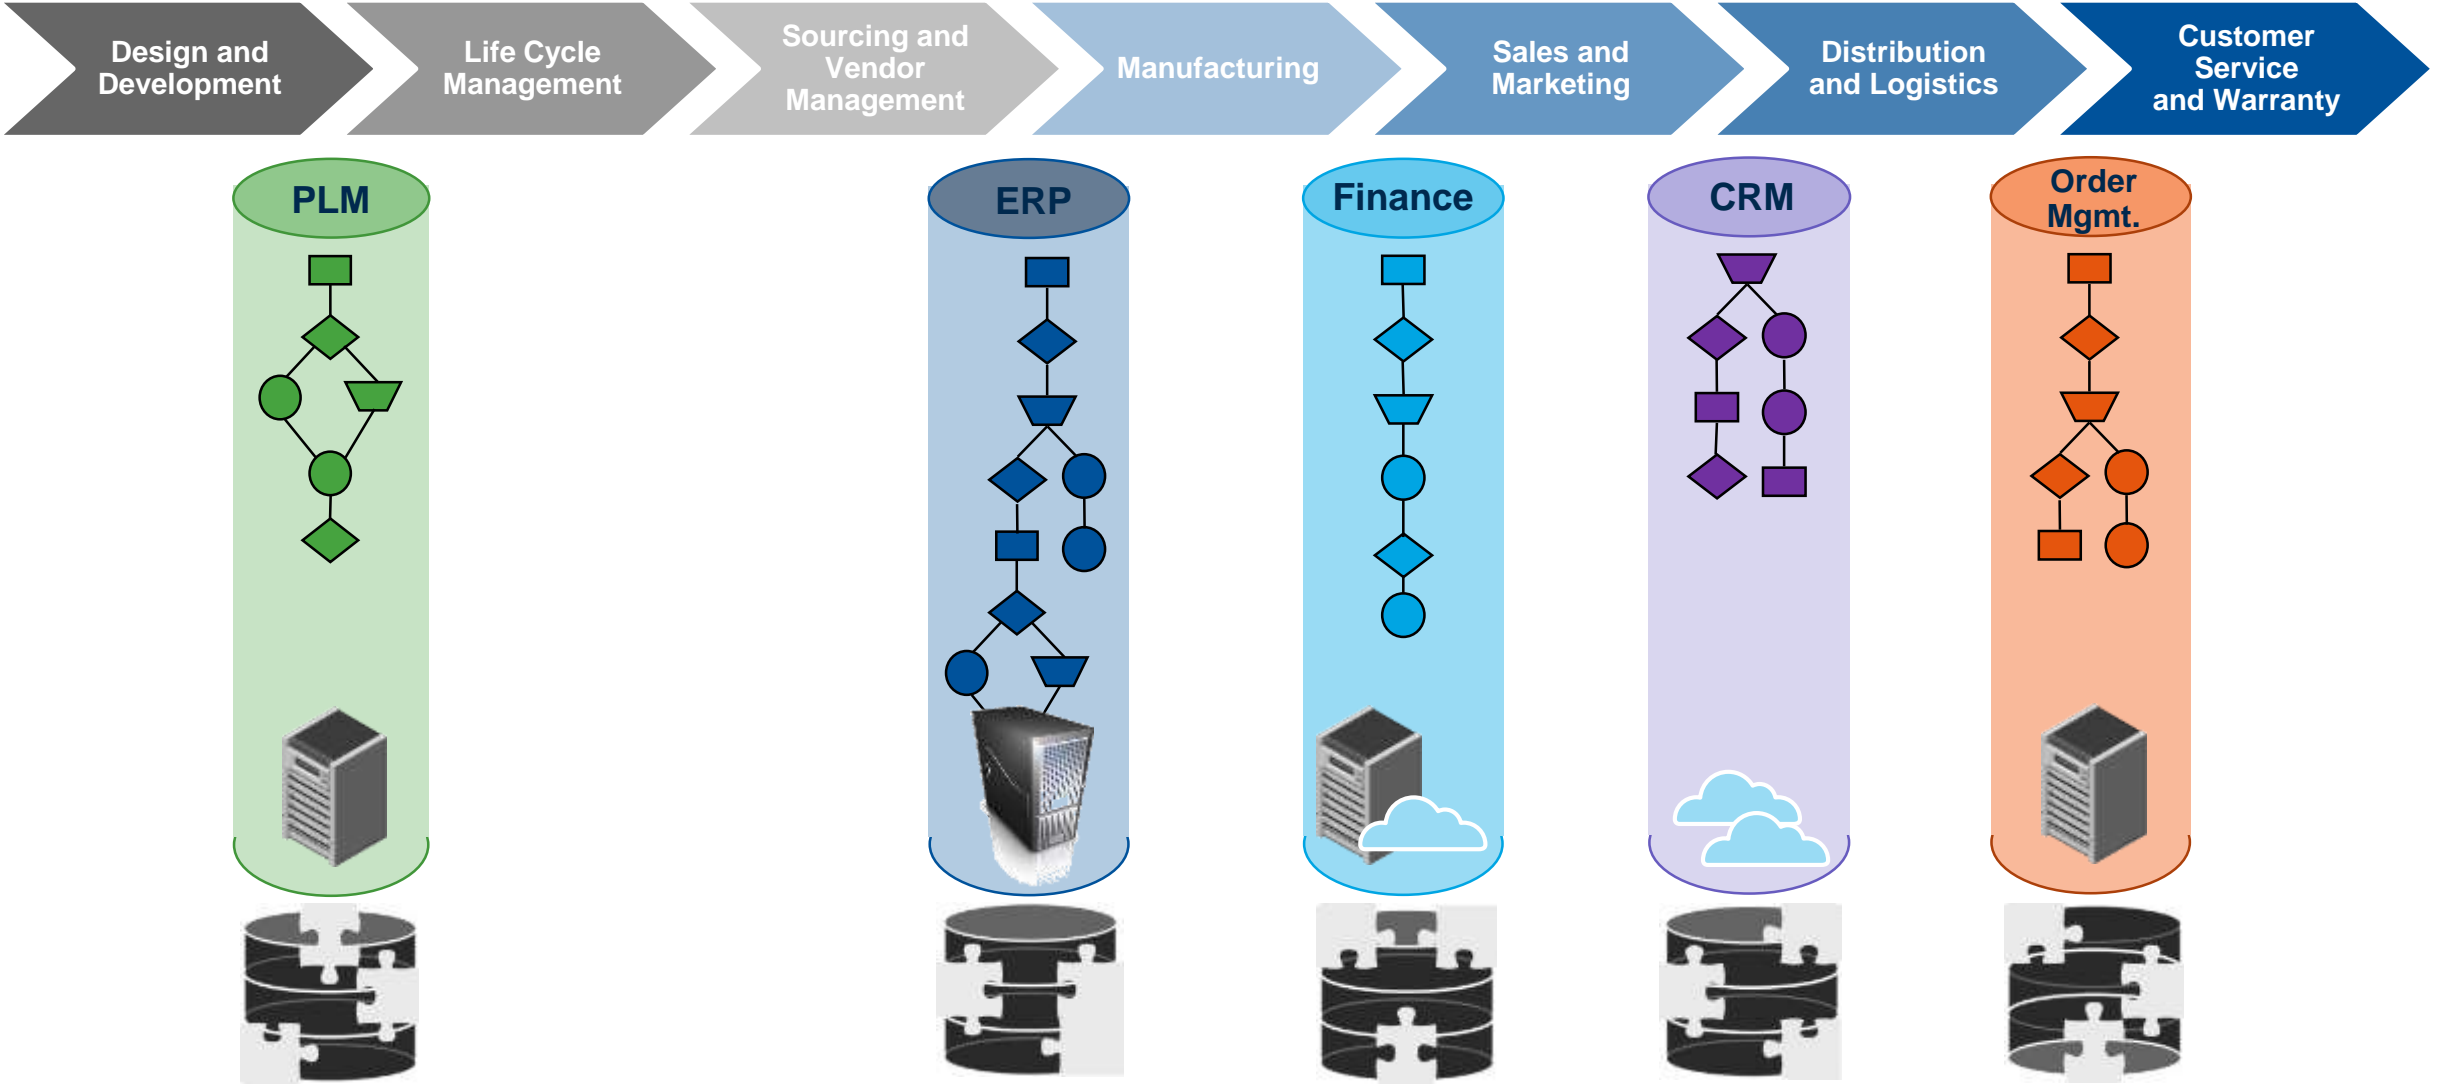 Design and
Development
Life Cycle
Management
Sourcing and
Vendor
Management
Manufacturing
Sales and
Marketing
Distribution
and Logistics
Customer
Service
and Warranty
PLM
ERP
Finance
CRM
Order
Mgmt.